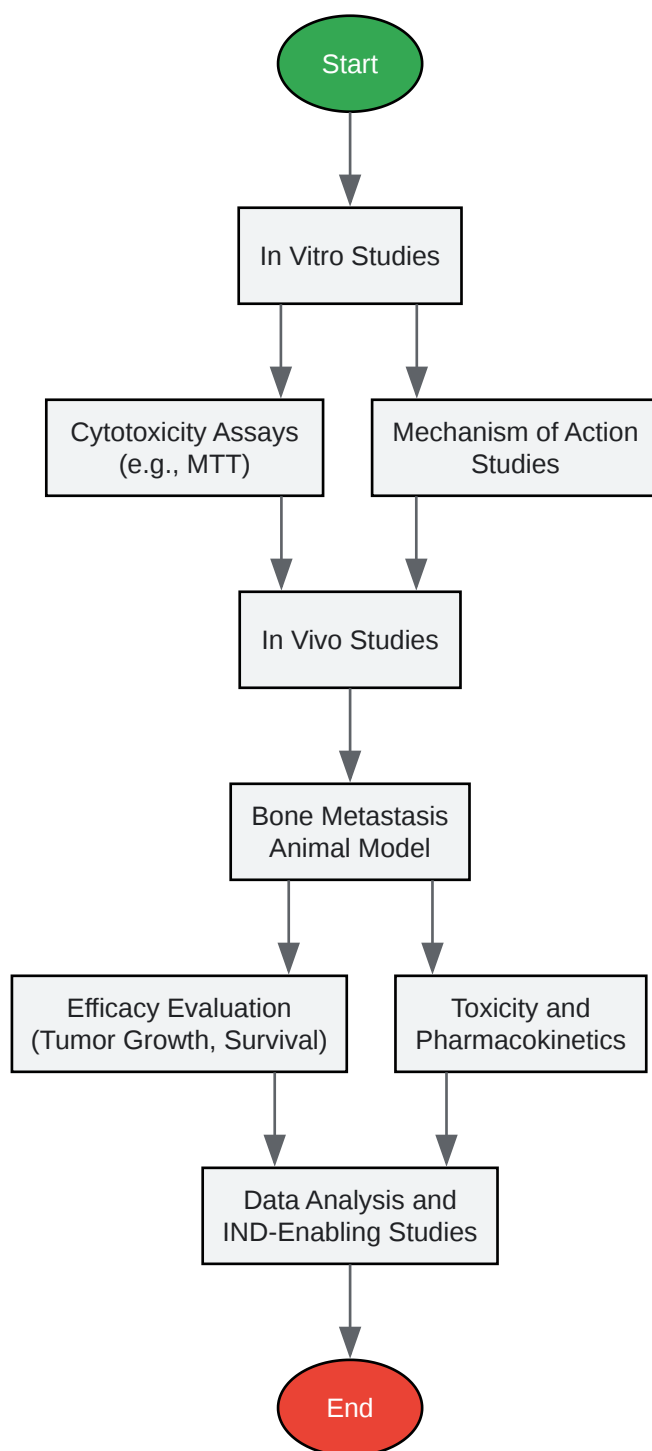 Start
In Vitro Studies
Cytotoxicity Assays
(e.g., MTT)
Mechanism of Action
Studies
In Vivo Studies
Bone Metastasis
Animal Model
Efficacy Evaluation
(Tumor Growth, Survival)
Toxicity and
Pharmacokinetics
Data Analysis and
IND-Enabling Studies
End